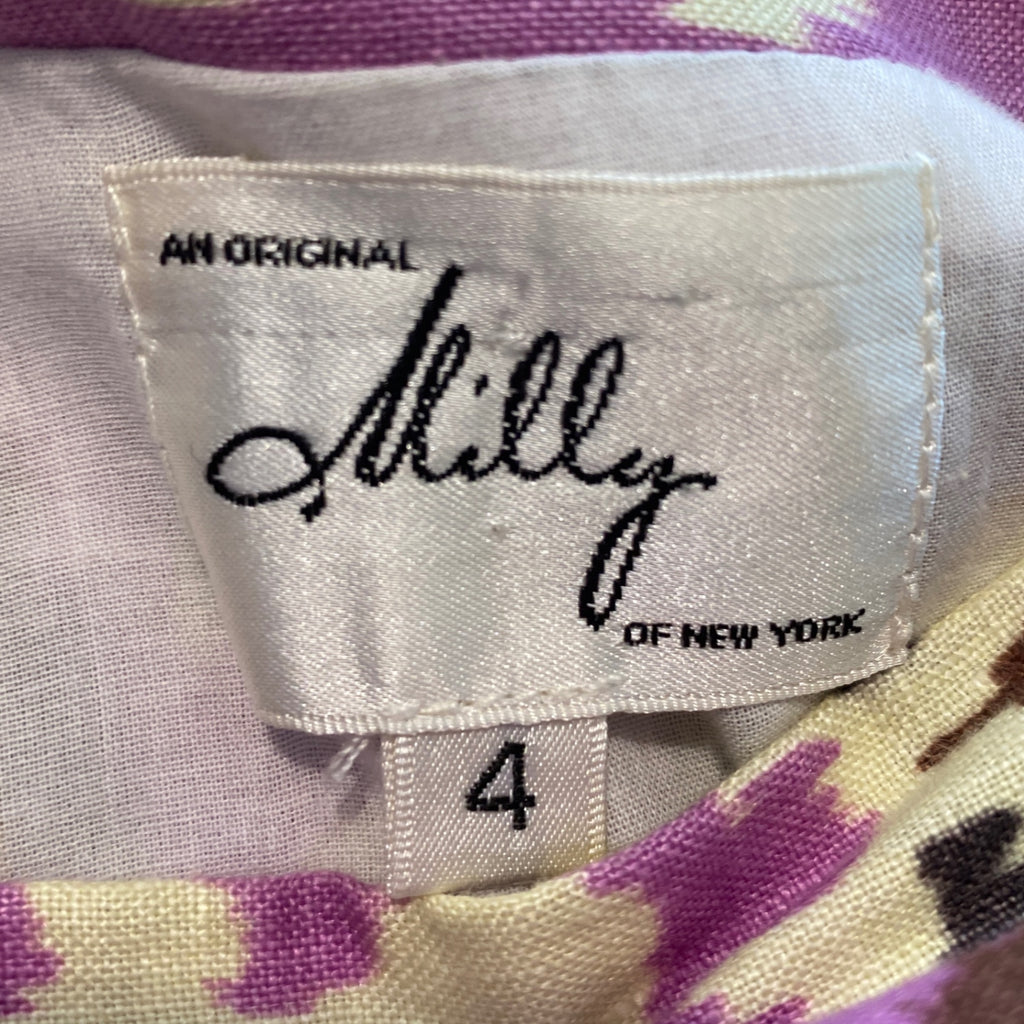 AN ORIGINAL
Milly
OF NEW YORK
4